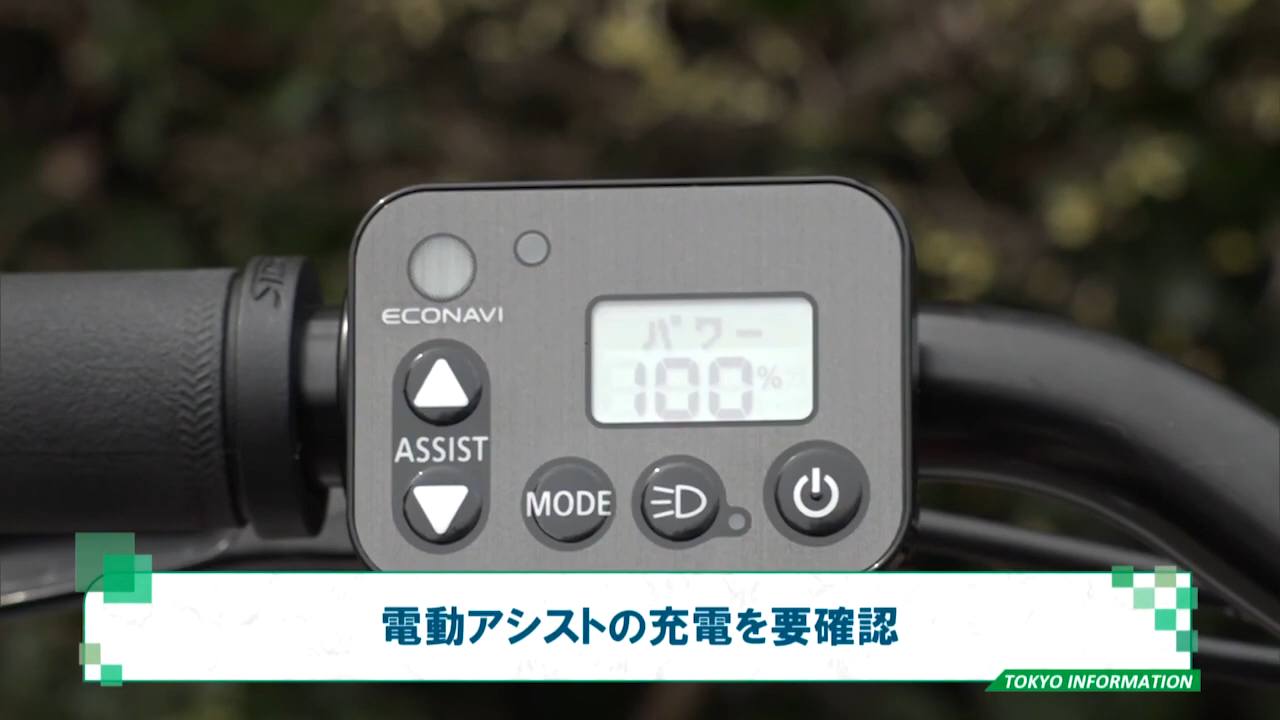 ECONAVI
パワー
100%
ASSIST
MODE
電動アシストの充電を要確認
TOKYO INFORMATION